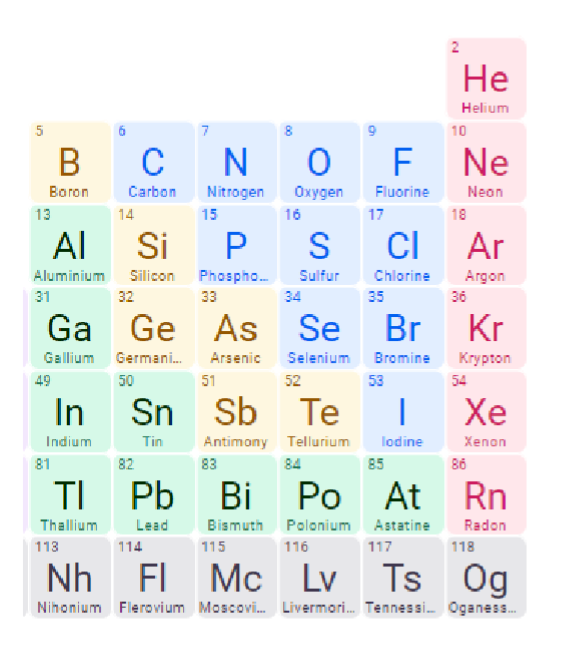 2
He
Helium
5 6 7 8 9 10
B C N O F Ne
Boron Carbon Nitrogen Oxygen Fluorine Neon
13 14 15 16 17 18
Al Si P S Cl Ar
Aluminium Silicon Phospho... Sulfur Chlorine Argon
31 32 33 34 35 36
Ga Ge As Se Br Kr
Gallium Germani... Arsenic Selenium Bromine Krypton
49 50 51 52 53 54
In Sn Sb Te I Xe
Indium Tin Antimony Tellurium Iodine Xenon
81 82 83 84 85 86
Tl Pb Bi Po At Rn
Thallium Lead Bismuth Polonium Astatine Radon
113 114 115 116 117 118
Nh Fl Mc Lv Ts Og
Nihonium Flerovium Moscovi... Livermori... Tennessi... Oganess...